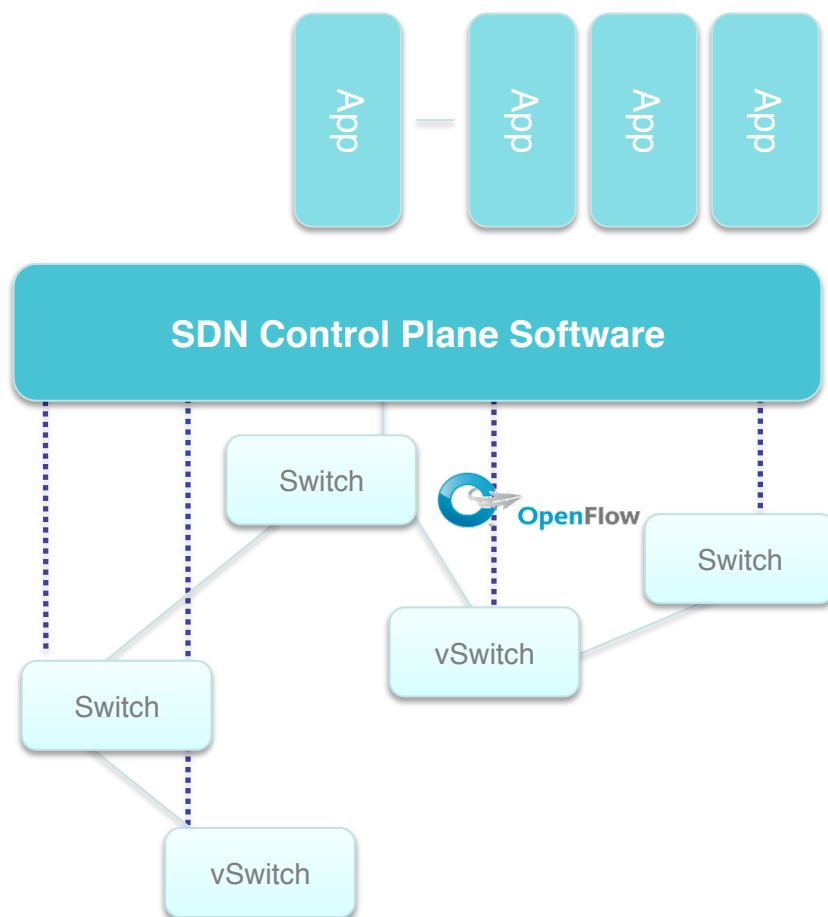 App
App
App
App
SDN Control Plane Software
Switch
OpenFlow
Switch
vSwitch
Switch
vSwitch